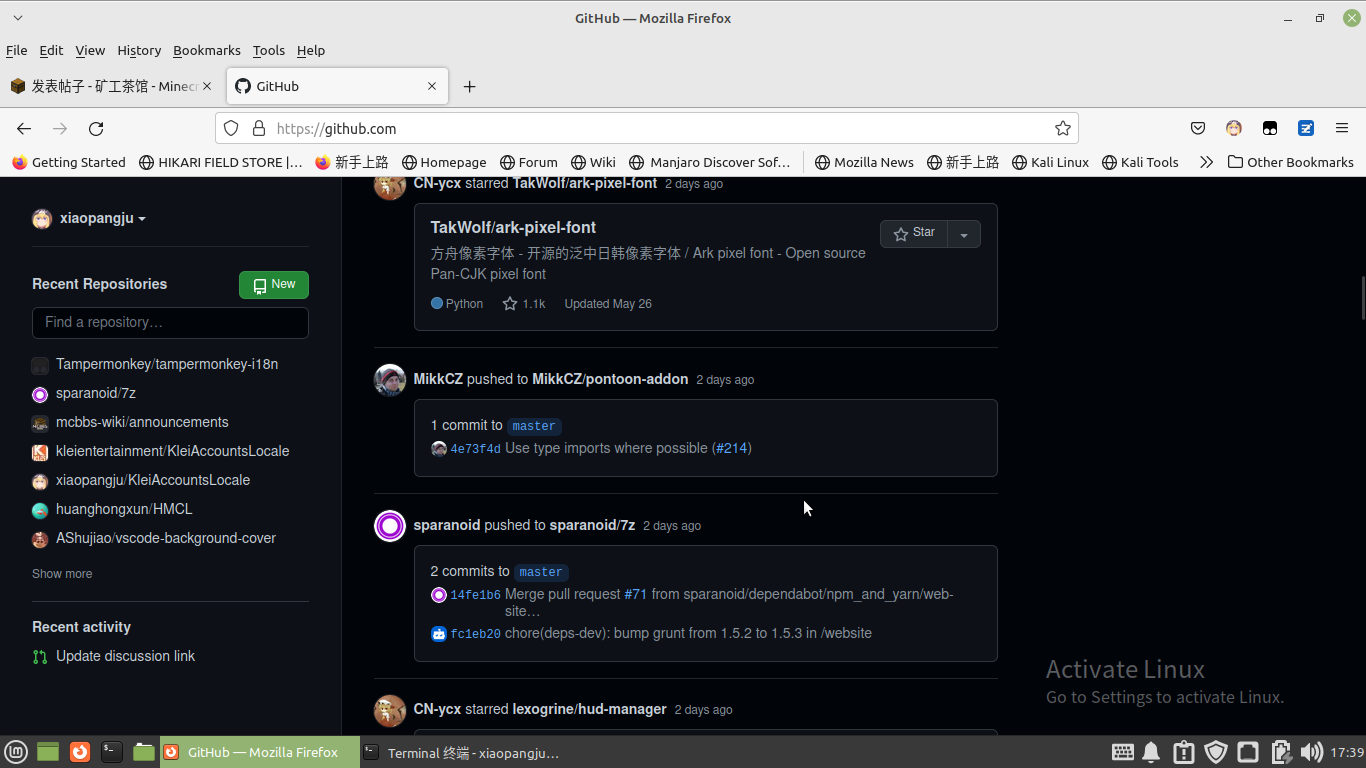 GitHub — Mozilla Firefox
File Edit View History Bookmarks Tools Help
发表帖子 - 矿工茶馆 - Minec
GitHub
https://github.com
Getting Started HIKARI FIELD STORE |… 新手上路 Homepage Forum Wiki Manjaro Discover Sof… Mozilla News 新手上路 Kali Linux Kali Tools Other Bookmarks
xiaopangju
Recent Repositories
New
Find a repository…
Tampermonkey/tampermonkey-i18n
sparanoid/7z
mcbbs-wiki/announcements
kleientertainment/KleiAccountsLocale
xiaopangju/KleiAccountsLocale
huanghongxun/HMCL
AShujiao/vscode-background-cover
Show more
Recent activity
Update discussion link
CN-ycx starred TakWolf/ark-pixel-font 2 days ago
TakWolf/ark-pixel-font
Star
方舟像素字体 - 开源的泛中日韩像素字体 / Ark pixel font - Open source
Pan-CJK pixel font
Python 1.1k Updated May 26
MikkCZ pushed to MikkCZ/pontoon-addon 2 days ago
1 commit to master
4e73f4d Use type imports where possible (#214)
sparanoid pushed to sparanoid/7z 2 days ago
2 commits to master
14fe1b6 Merge pull request #71 from sparanoid/dependabot/npm_and_yarn/web-
site…
fc1eb20 chore(deps-dev): bump grunt from 1.5.2 to 1.5.3 in /website
CN-ycx starred lexogrine/hud-manager 2 days ago
Activate Linux
Go to Settings to activate Linux.
GitHub — Mozilla Firefox
Terminal 终端 - xiaopangju…
17:39